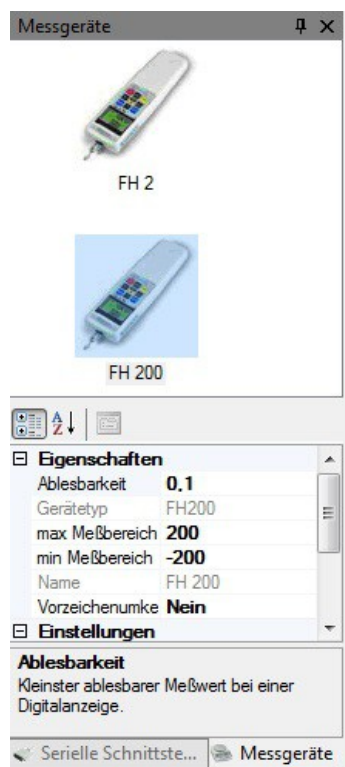 Messgeräte
FH 2
FH 200
Eigenschaften
Ablesbarkeit 0,1
Gerätetyp FH200
max Meßbereich 200
min Meßbereich -200
Name FH 200
Vorzeichenumke Nein
Einstellungen
Ablesbarkeit
Kleinster ablesbarer Meßwert bei einer
Digitalanzeige.
Serielle Schnittste... Messgeräte